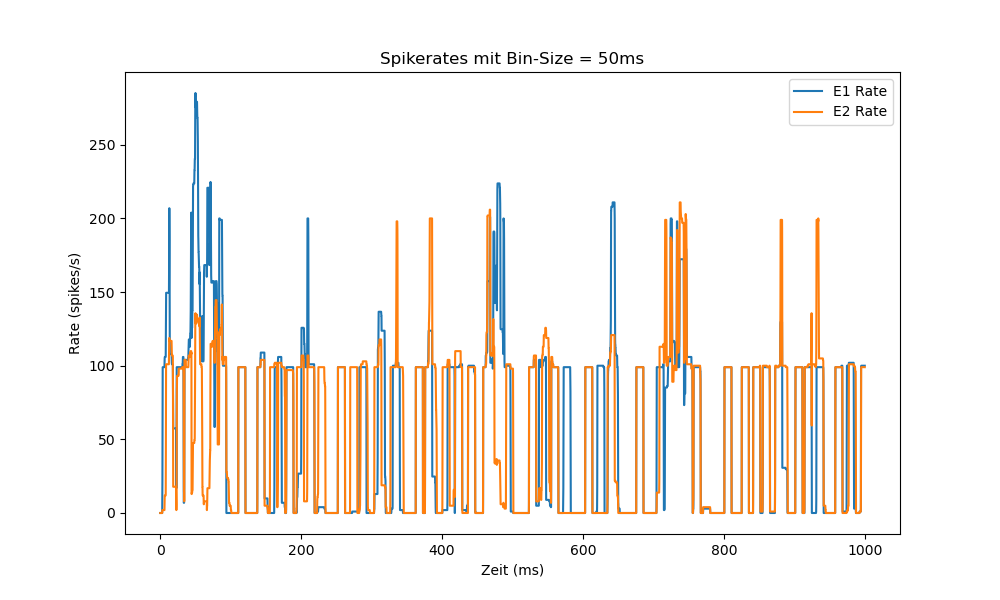 Spikerates mit Bin-Size = 50ms
E1 Rate
E2 Rate
Rate (spikes/s)
250
200
150
100
50
0
0 200 400 600 800 1000
Zeit (ms)